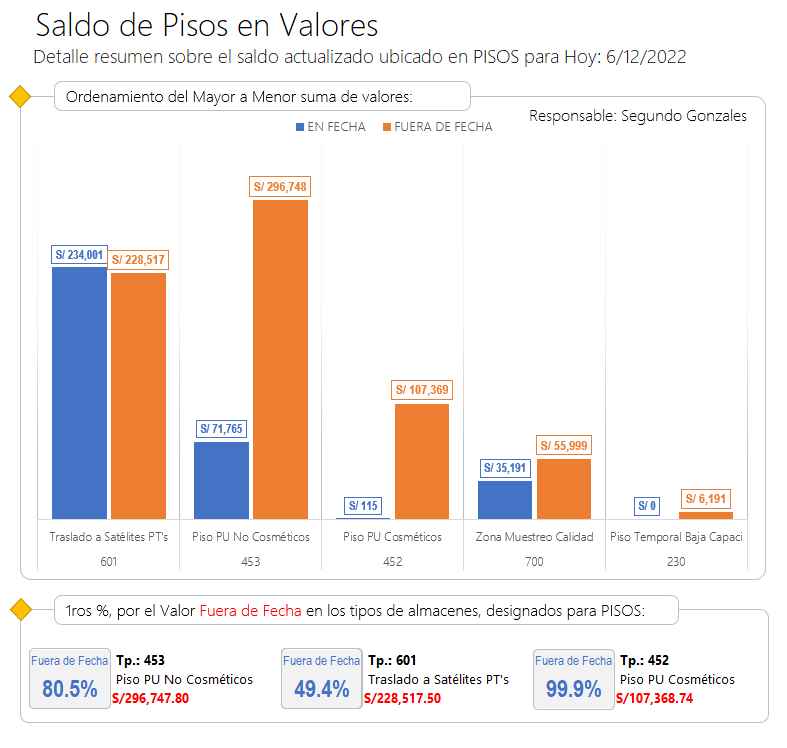 Saldo de Pisos en Valores
Detalle resumen sobre el saldo actualizado ubicado en PISOS para Hoy: 6/12/2022
Ordenamiento del Mayor a Menor suma de valores:
Responsable: Segundo Gonzales
EN FECHA FUERA DE FECHA
S/ 296,748
S/ 234,001
S/ 228,517
S/ 107,369
S/ 71,765
S/ 55,999
S/ 35,191
S/ 6,191
S/ 115
S/ 0
Traslado a Satélites PT's Piso PU No Cosméticos Piso PU Cosméticos Zona Muestreo Calidad Piso Temporal Baja Capaci
601 453 452 700 230
1ros %, por el Valor Fuera de Fecha en los tipos de almacenes, designados para PISOS:
Fuera de Fecha
80.5%
Tp.: 453
Piso PU No Cosméticos
S/296,747.80
Fuera de Fecha
49.4%
Tp.: 601
Traslado a Satélites PT's
S/228,517.50
Fuera de Fecha
99.9%
Tp.: 452
Piso PU Cosméticos
S/107,368.74